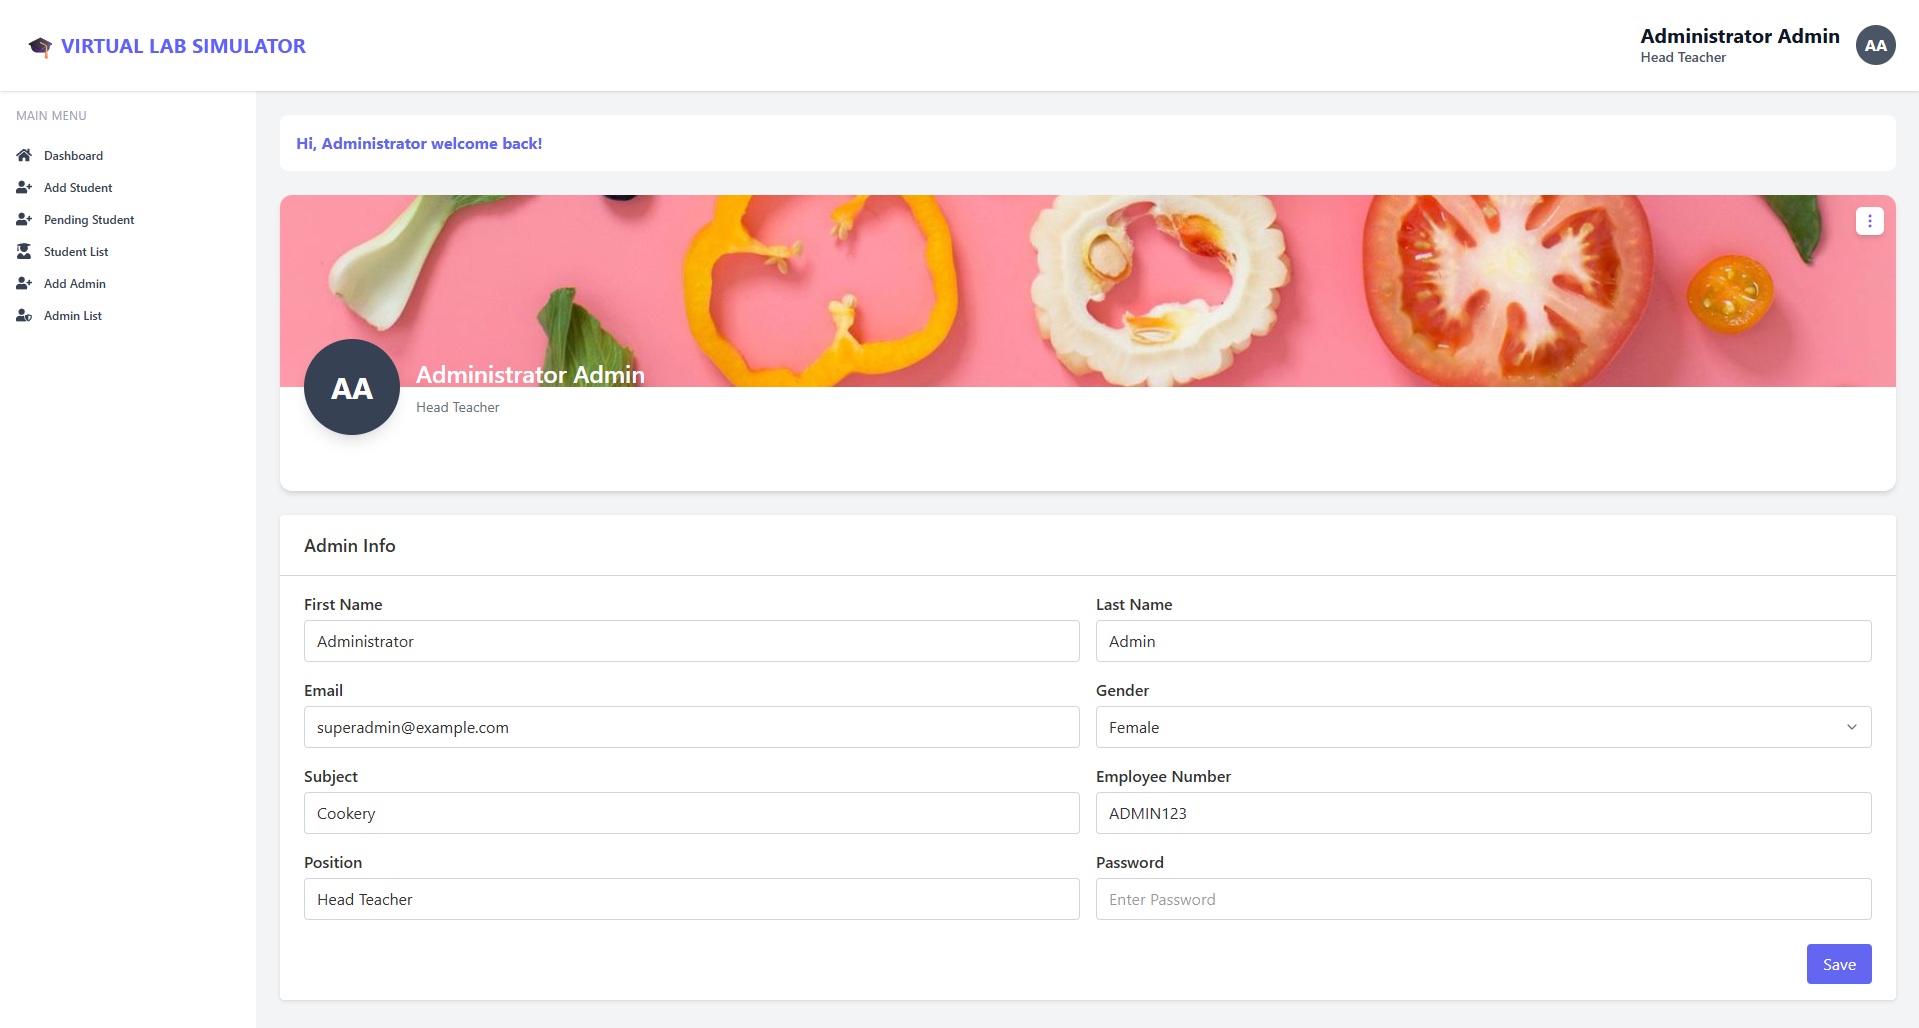 VIRTUAL LAB SIMULATOR
Administrator Admin
Head Teacher
AA
MAIN MENU
Dashboard
Add Student
Pending Student
Student List
Add Admin
Admin List
Hi, Administrator welcome back!
AA
Administrator Admin
Head Teacher
Admin Info
First Name
Administrator
Last Name
Admin
Email
superadmin@example.com
Gender
Female
Subject
Cookery
Employee Number
ADMIN123
Position
Head Teacher
Password
Enter Password
Save